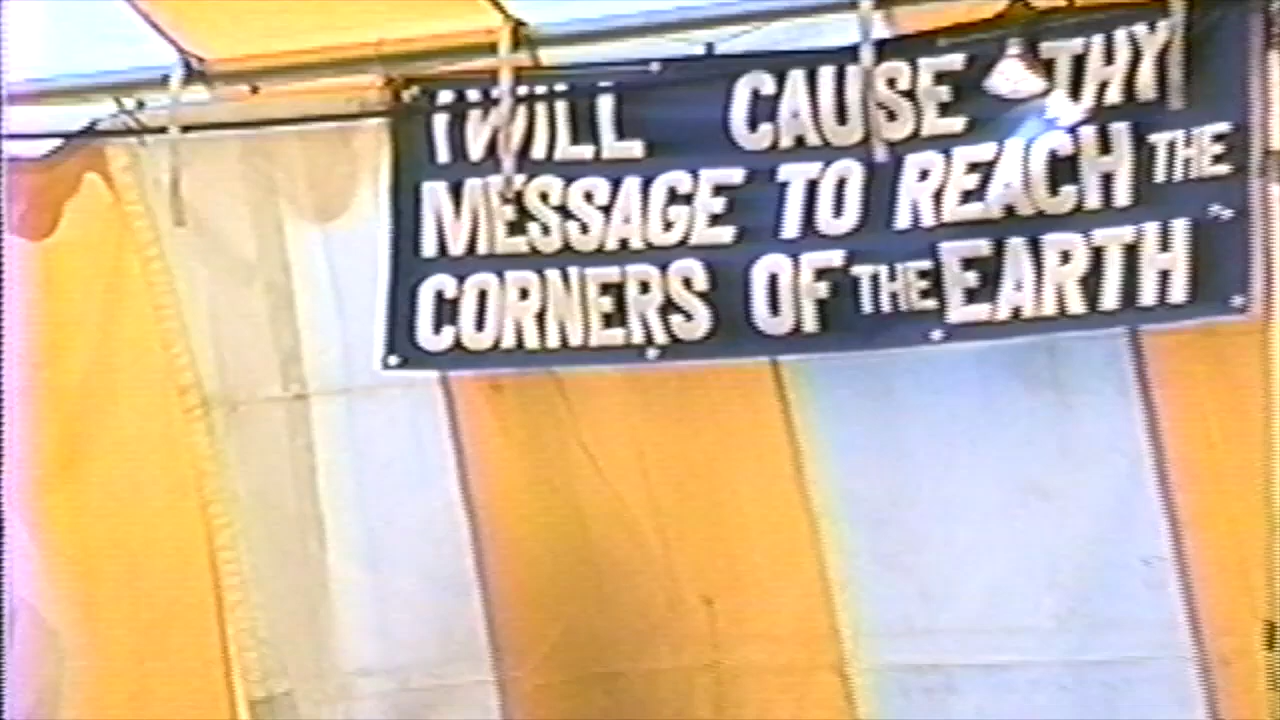 I WILL CAUSE THY
MESSAGE TO REACH THE
CORNERS OF THE EARTH